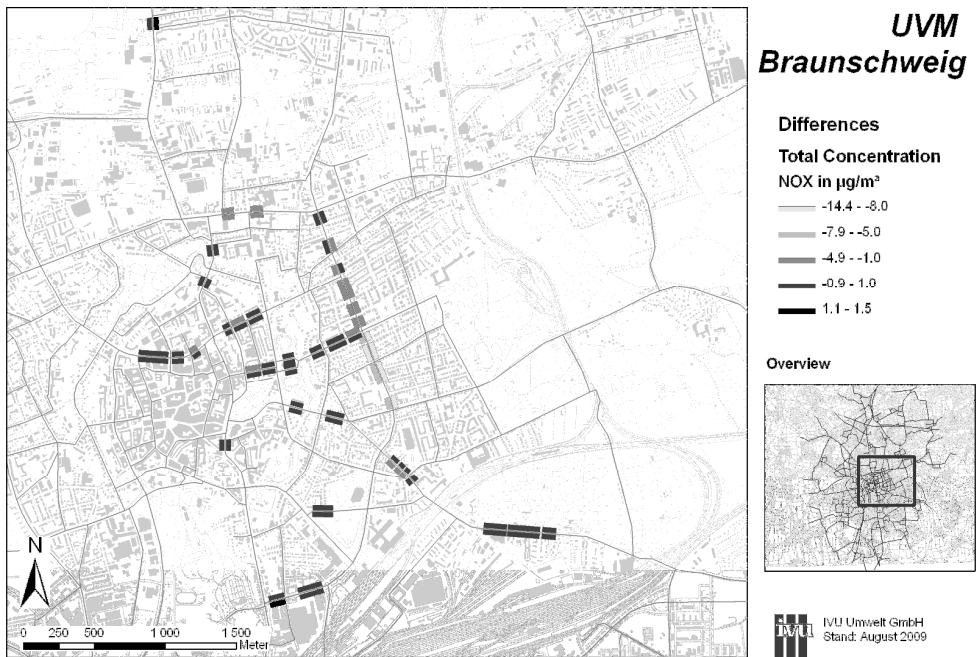 UVM
Braunschweig
Differences
Total Concentration
NOX in µg/m³
-14.4 - -8.0
-7.9 - -5.0
-4.9 - -1.0
-0.9 - 1.0
1.1 - 1.5
Overview
N
0 250 500 1 000 1 500
Meter
ivu IVU Umwelt GmbH
Stand: August 2009